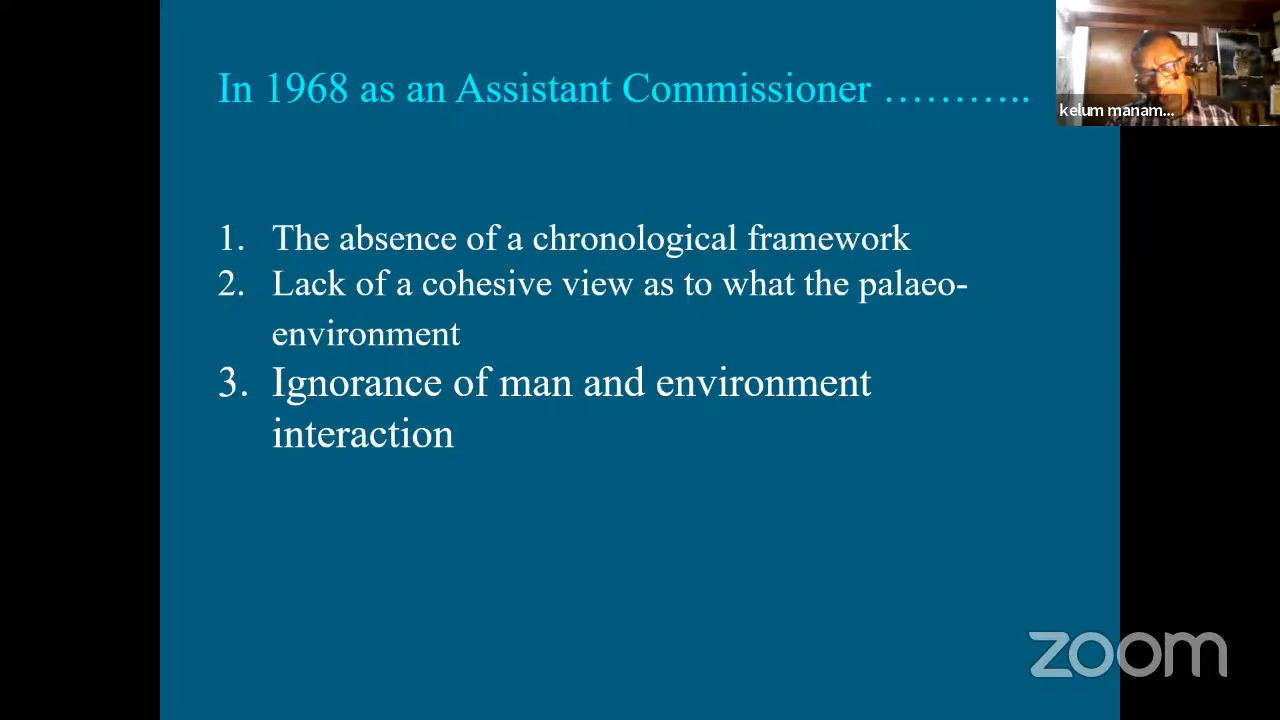 In 1968 as an Assistant Commissioner ………..
kelum manam...
1. The absence of a chronological framework
2. Lack of a cohesive view as to what the palaeo-
environment
3. Ignorance of man and environment
interaction
zoom